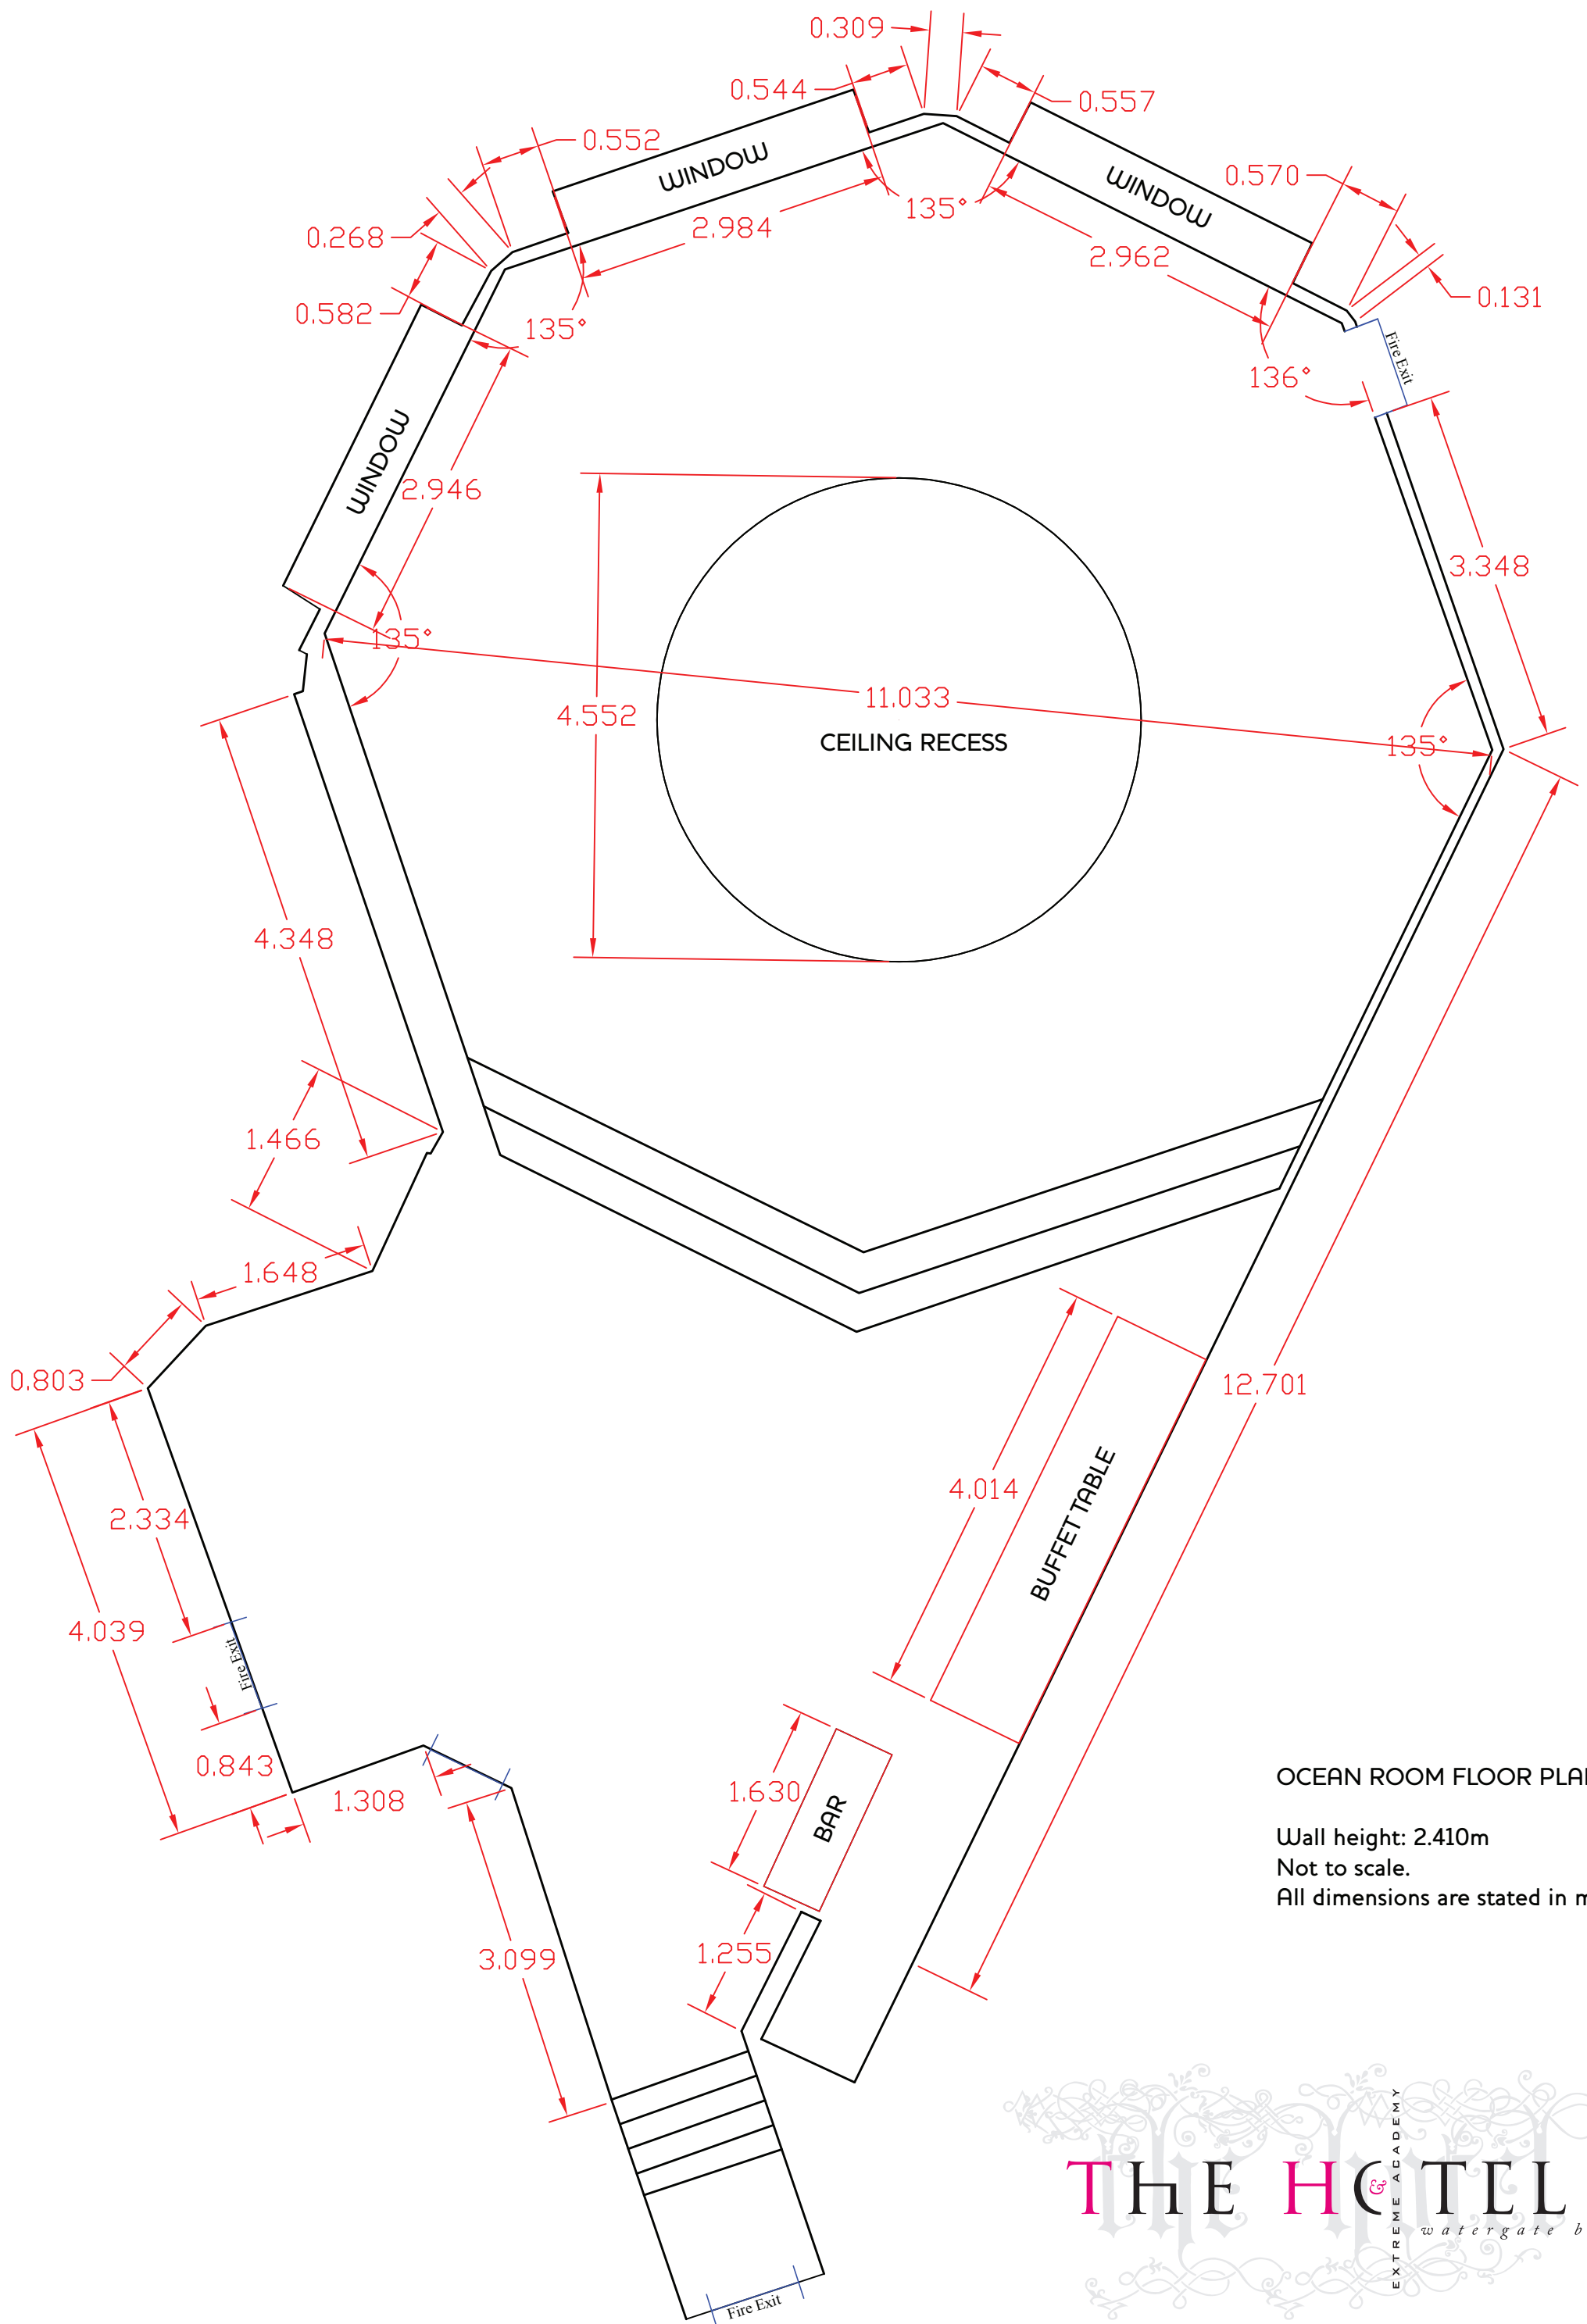 0.309
0.544
0.557
0.552
WINDOW
WINDOW
0.570
0.268
135°
2.984
2.962
0.131
0.582
135°
Fire Exit
136°
WINDOW
2.946
3.348
135°
11.033
4.552
CEILING RECESS
135°
4.348
1.466
1.648
0.803
12.701
4.014
BUFFET TABLE
2.334
4.039
Fire Exit
0.843
1.308
1.630
BAR
1.255
3.099
OCEAN ROOM FLOOR PLA
Wall height: 2.410m
Not to scale.
All dimensions are stated in m
THE HOTEL
&
EXTREME ACADEMY
watergate b
Fire Exit